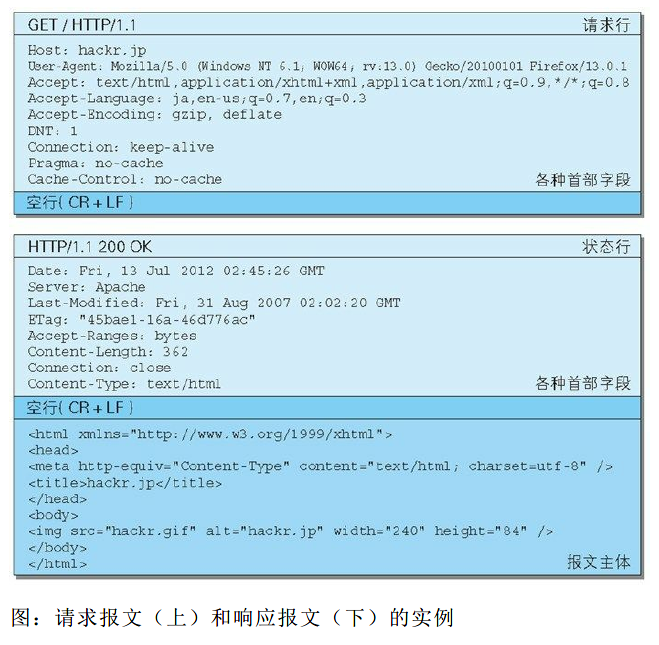 GET / HTTP/1.1 请求行
Host: hackr.jp
User-Agent: Mozilla/5.0 (Windows NT 6.1; WOW64; rv:13.0) Gecko/20100101 Firefox/13.0.1
Accept: text/html,application/xhtml+xml,application/xml;q=0.9,*/*;q=0.8
Accept-Language: ja,en-us;q=0.7,en;q=0.3
Accept-Encoding: gzip, deflate
DNT: 1
Connection: keep-alive
Pragma: no-cache
Cache-Control: no-cache 各种首部字段
空行( CR + LF )
HTTP/1.1 200 OK 状态行
Date: Fri, 13 Jul 2012 02:45:26 GMT
Server: Apache
Last-Modified: Fri, 31 Aug 2007 02:02:20 GMT
ETag: "45bae1-16a-46d776ac"
Accept-Ranges: bytes
Content-Length: 362
Connection: close
Content-Type: text/html 各种首部字段
空行( CR + LF )
<html xmlns="http://www.w3.org/1999/xhtml">
<head>
<meta http-equiv="Content-Type" content="text/html; charset=utf-8" />
<title>hackr.jp</title>
</head>
<body>
<img src="hackr.gif" alt="hackr.jp" width="240" height="84" />
</body>
</html> 报文主体
图：请求报文（上）和响应报文（下）的实例